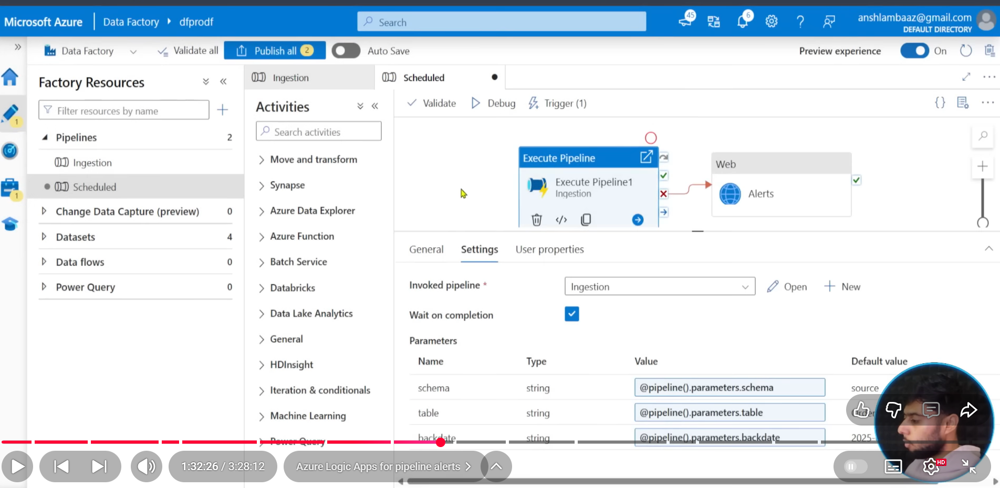 Microsoft Azure
Data Factory
dfprodf
Search
45
6
anshlambaaz@gmail.com
DEFAULT DIRECTORY
Data Factory
Validate all
Publish all 2
Auto Save
Preview experience
On
Factory Resources
Filter resources by name
1
1
Pipelines 2
Ingestion
Scheduled
Change Data Capture (preview) 0
Datasets 4
Data flows 0
Power Query 0
Ingestion
Scheduled
Activities
Search activities
Move and transform
Synapse
Azure Data Explorer
Azure Function
Batch Service
Databricks
Data Lake Analytics
General
HDInsight
Iteration & conditionals
Machine Learning
Power Query
Validate
Debug
Trigger (1)
Execute Pipeline
Execute Pipeline1
Ingestion
Web
Alerts
General
Settings
User properties
Invoked pipeline *
Ingestion
Open
New
Wait on completion
Parameters
Name Type Value Default value
schema string @pipeline().parameters.schema source
table string @pipeline().parameters.table
backdate string @pipeline().parameters.backdate 2025-
1:32:26 / 3:28:12
Azure Logic Apps for pipeline alerts
HD